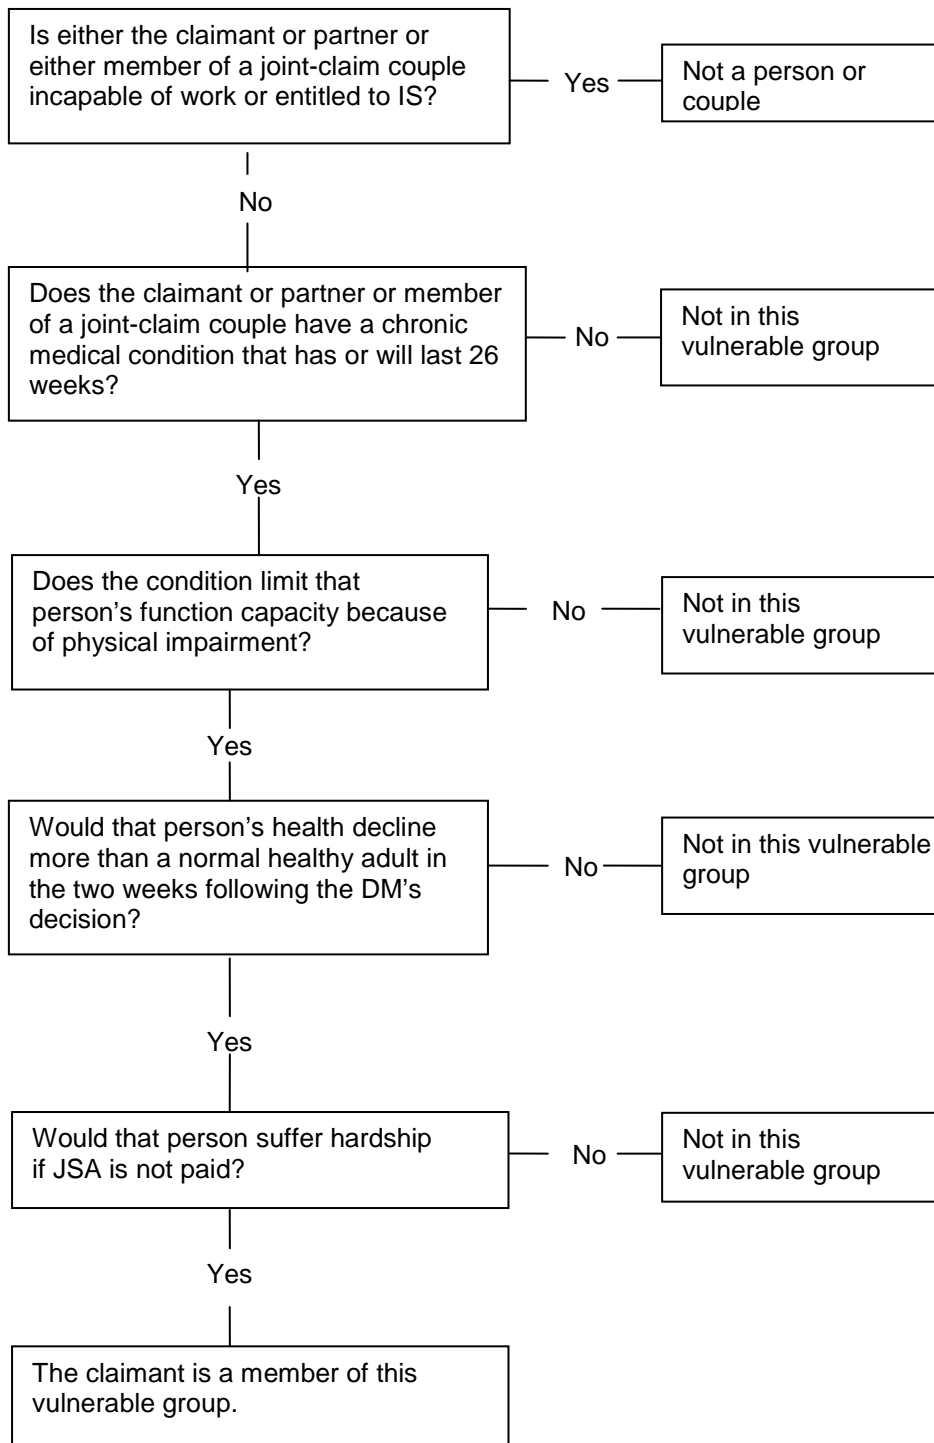 Is either the claimant or partner or
either member of a joint-claim couple
incapable of work or entitled to IS?
Yes
Not a person or
couple
No
Does the claimant or partner or member
of a joint-claim couple have a chronic
medical condition that has or will last 26
weeks?
No
Not in this
vulnerable group
Yes
Does the condition limit that
person’s function capacity because
of physical impairment?
No
Not in this
vulnerable group
Yes
Would that person’s health decline
more than a normal healthy adult in
the two weeks following the DM’s
decision?
No
Not in this vulnerable
group
Yes
Would that person suffer hardship
if JSA is not paid?
No
Not in this
vulnerable group
Yes
The claimant is a member of this
vulnerable group.